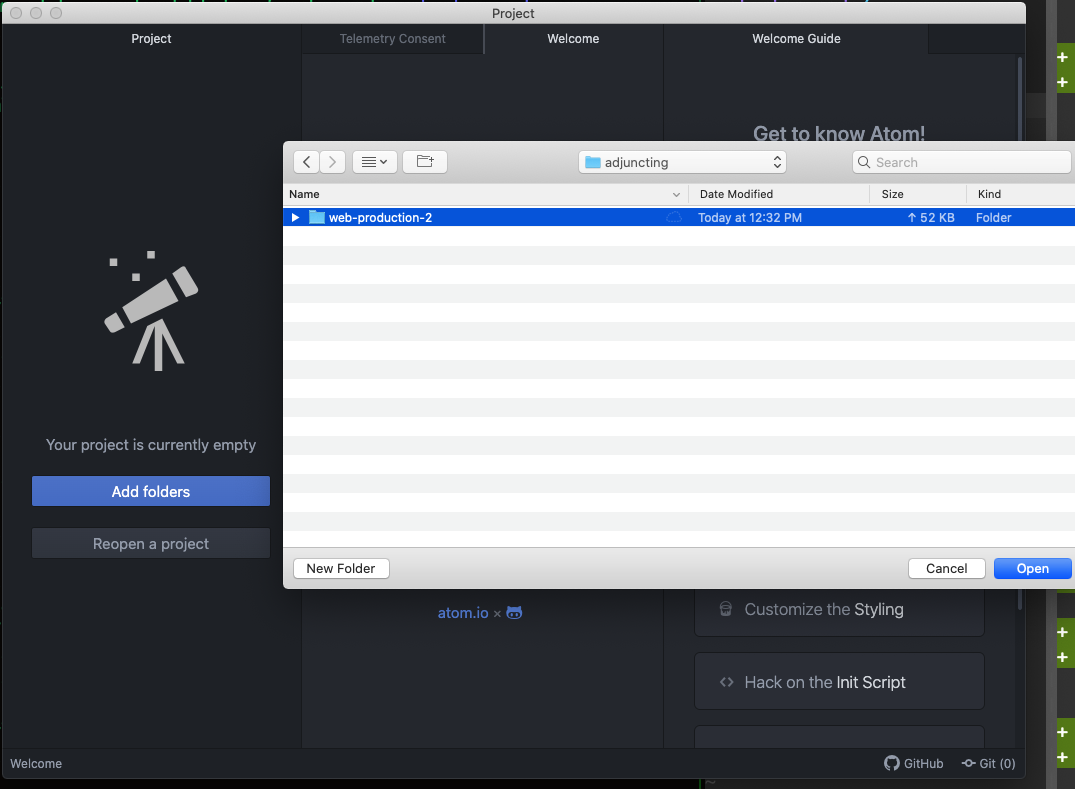 Project
Project
Telemetry Consent
Welcome
Welcome Guide
Get to know Atom!
adjuncting
Search
Name
Date Modified
Size
Kind
web-production-2
Today at 12:32 PM
↑ 52 KB
Folder
Your project is currently empty
Add folders
Reopen a project
New Folder
Cancel
Open
atom.io ×
Customize the Styling
Hack on the Init Script
Welcome
GitHub
Git (0)
+
+
+
+
+
+
~